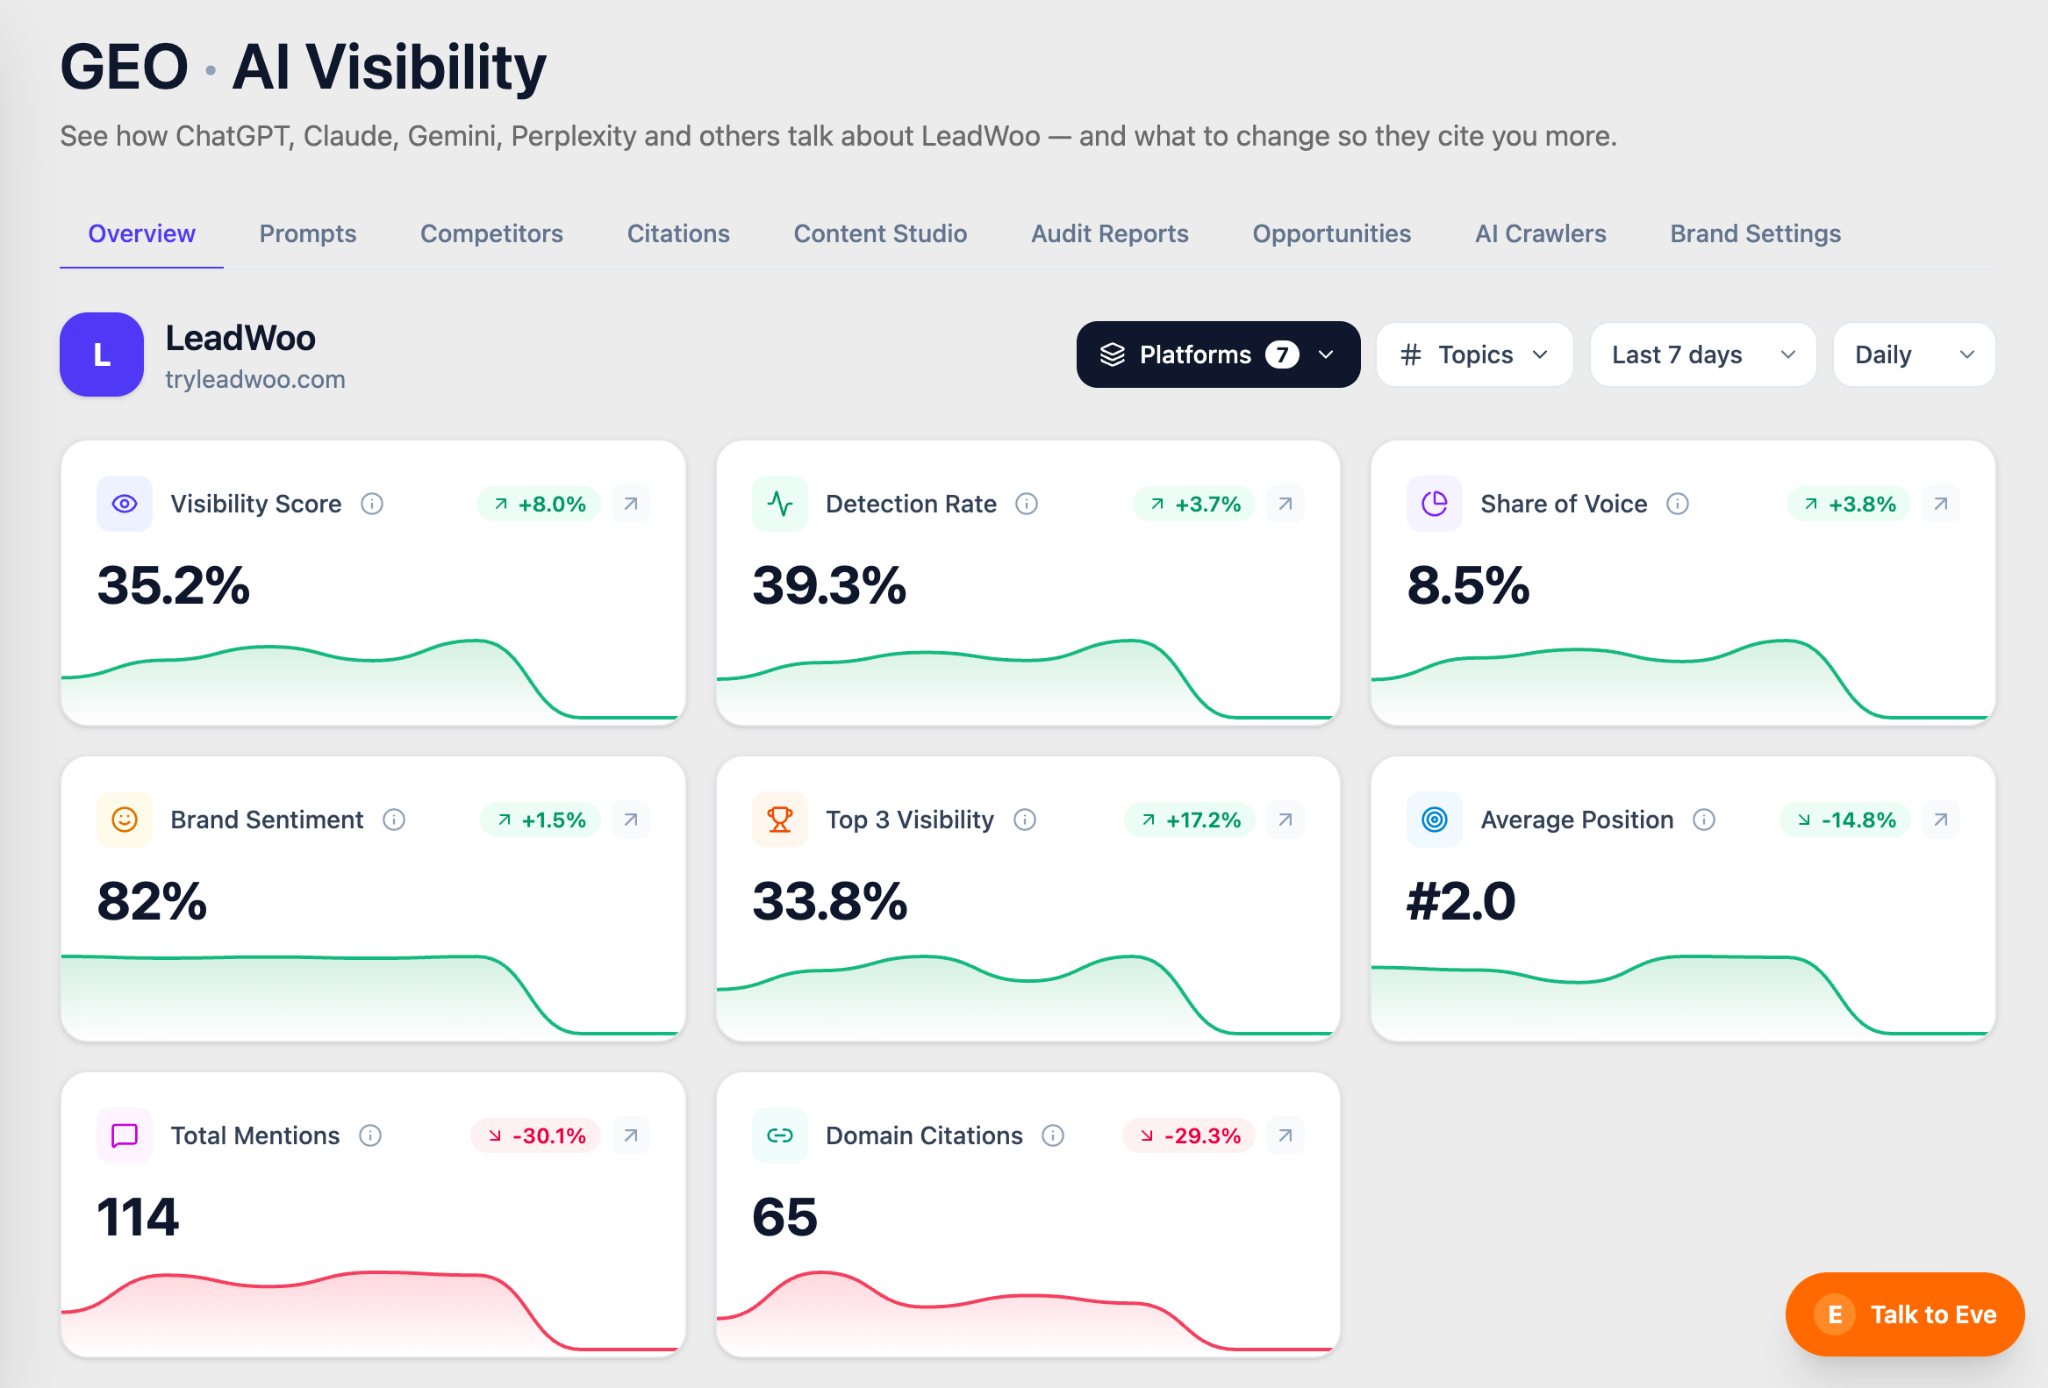 GEO · AI Visibility
See how ChatGPT, Claude, Gemini, Perplexity and others talk about LeadWoo — and what to change so they cite you more.
Overview Prompts Competitors Citations Content Studio Audit Reports Opportunities AI Crawlers Brand Settings
L
LeadWoo
tryleadwoo.com
Platforms 7
# Topics
Last 7 days
Daily
Visibility Score +8.0%
35.2%
Detection Rate +3.7%
39.3%
Share of Voice +3.8%
8.5%
Brand Sentiment +1.5%
82%
Top 3 Visibility +17.2%
33.8%
Average Position -14.8%
#2.0
Total Mentions -30.1%
114
Domain Citations -29.3%
65
E Talk to Eve